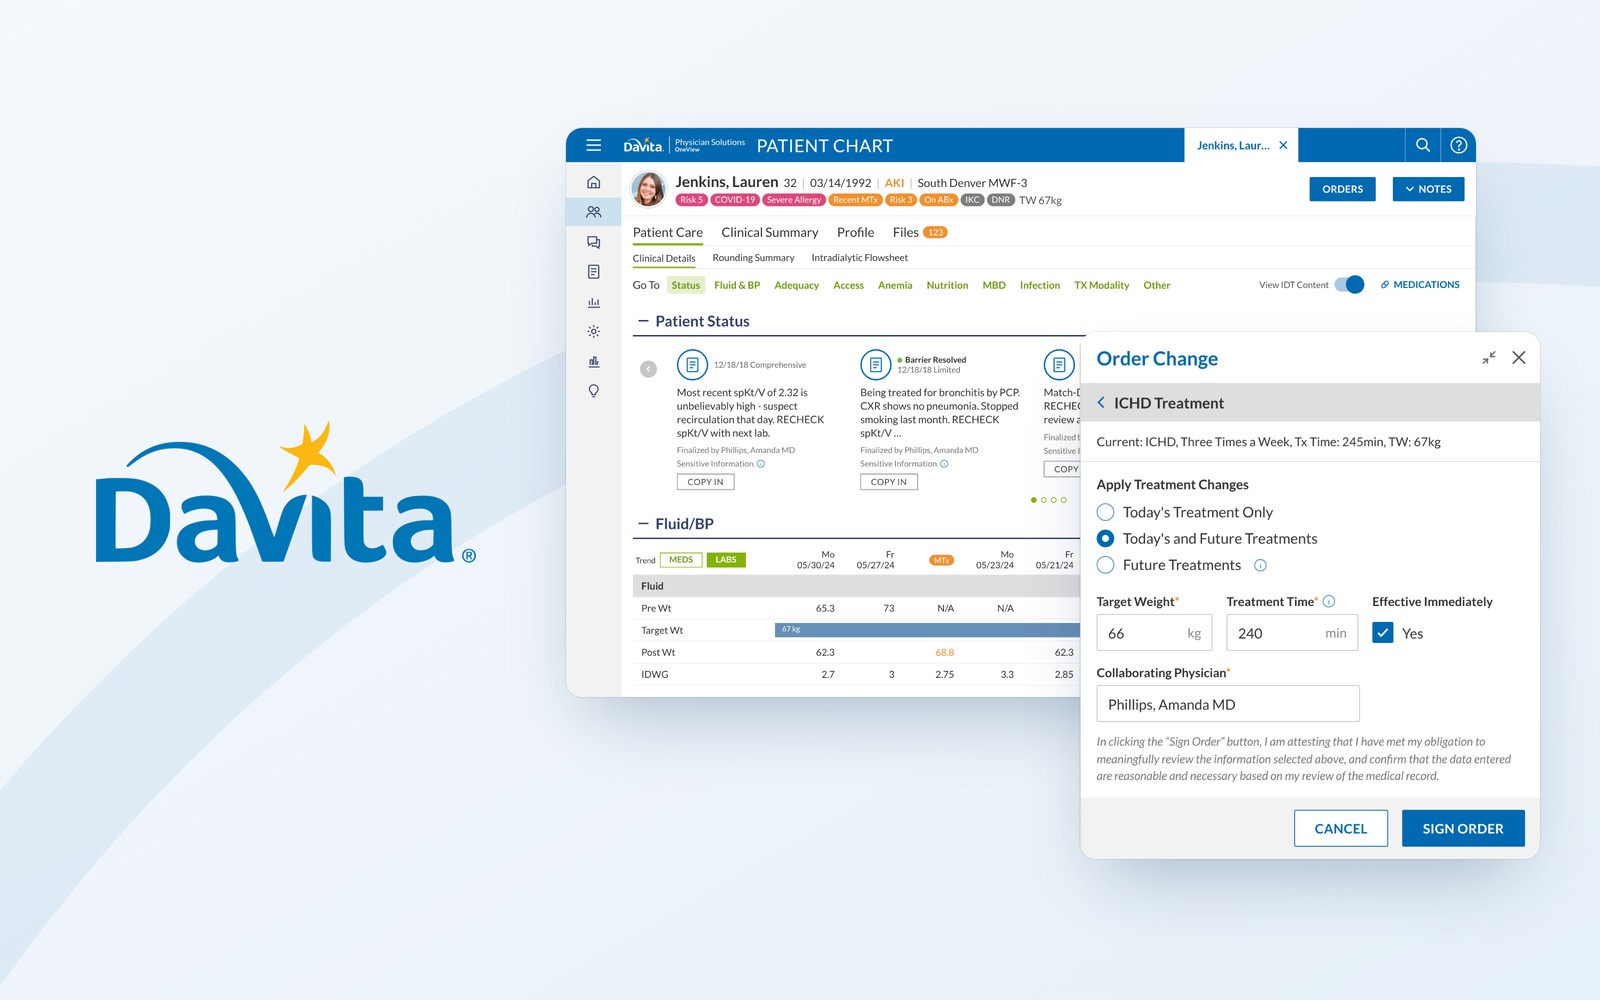 DaVita®
DaVita. Physician Solutions OneView PATIENT CHART Jenkins, Laur...
Jenkins, Lauren 32 | 03/14/1992 | AKI | South Denver MWF-3 ORDERS NOTES
Risk 5 COVID-19 Severe Allergy Recent MTx Risk 3 On ABx IKC DNR TW 67kg
Patient Care Clinical Summary Profile Files 123
Clinical Details Rounding Summary Intradialytic Flowsheet
Go To Status Fluid & BP Adequacy Access Anemia Nutrition MBD Infection TX Modality Other View IDT Content MEDICATIONS
Patient Status
12/18/18 Comprehensive
Most recent spKt/V of 2.32 is
unbelievably high - suspect
recirculation that day. RECHECK
spKt/V with next lab.
Finalized by Phillips, Amanda MD
Sensitive Information
COPY IN
Barrier Resolved
12/18/18 Limited
Being treated for bronchitis by PCP.
CXR shows no pneumonia. Stopped
smoking last month. RECHECK
spKt/V ...
Finalized by Phillips, Amanda MD
Sensitive Information
COPY IN
Match-D
RECHEC
review a
Finalized b
Sensitive I
COPY
Fluid/BP
Trend MEDS LABS Mo 05/30/24 Fr 05/27/24 MTx Mo 05/23/24 Fr 05/21/24
Fluid
Pre Wt 65.3 73 N/A N/A
Target Wt 67 kg
Post Wt 62.3 68.8 62.3
IDWG 2.7 3 2.75 3.3 2.85
Order Change
ICHD Treatment
Current: ICHD, Three Times a Week, Tx Time: 245min, TW: 67kg
Apply Treatment Changes
Today's Treatment Only
Today's and Future Treatments
Future Treatments
Target Weight* Treatment Time* Effective Immediately
66 kg 240 min Yes
Collaborating Physician*
Phillips, Amanda MD
In clicking the “Sign Order” button, I am attesting that I have met my obligation to
meaningfully review the information selected above, and confirm that the data entered
are reasonable and necessary based on my review of the medical record.
CANCEL SIGN ORDER